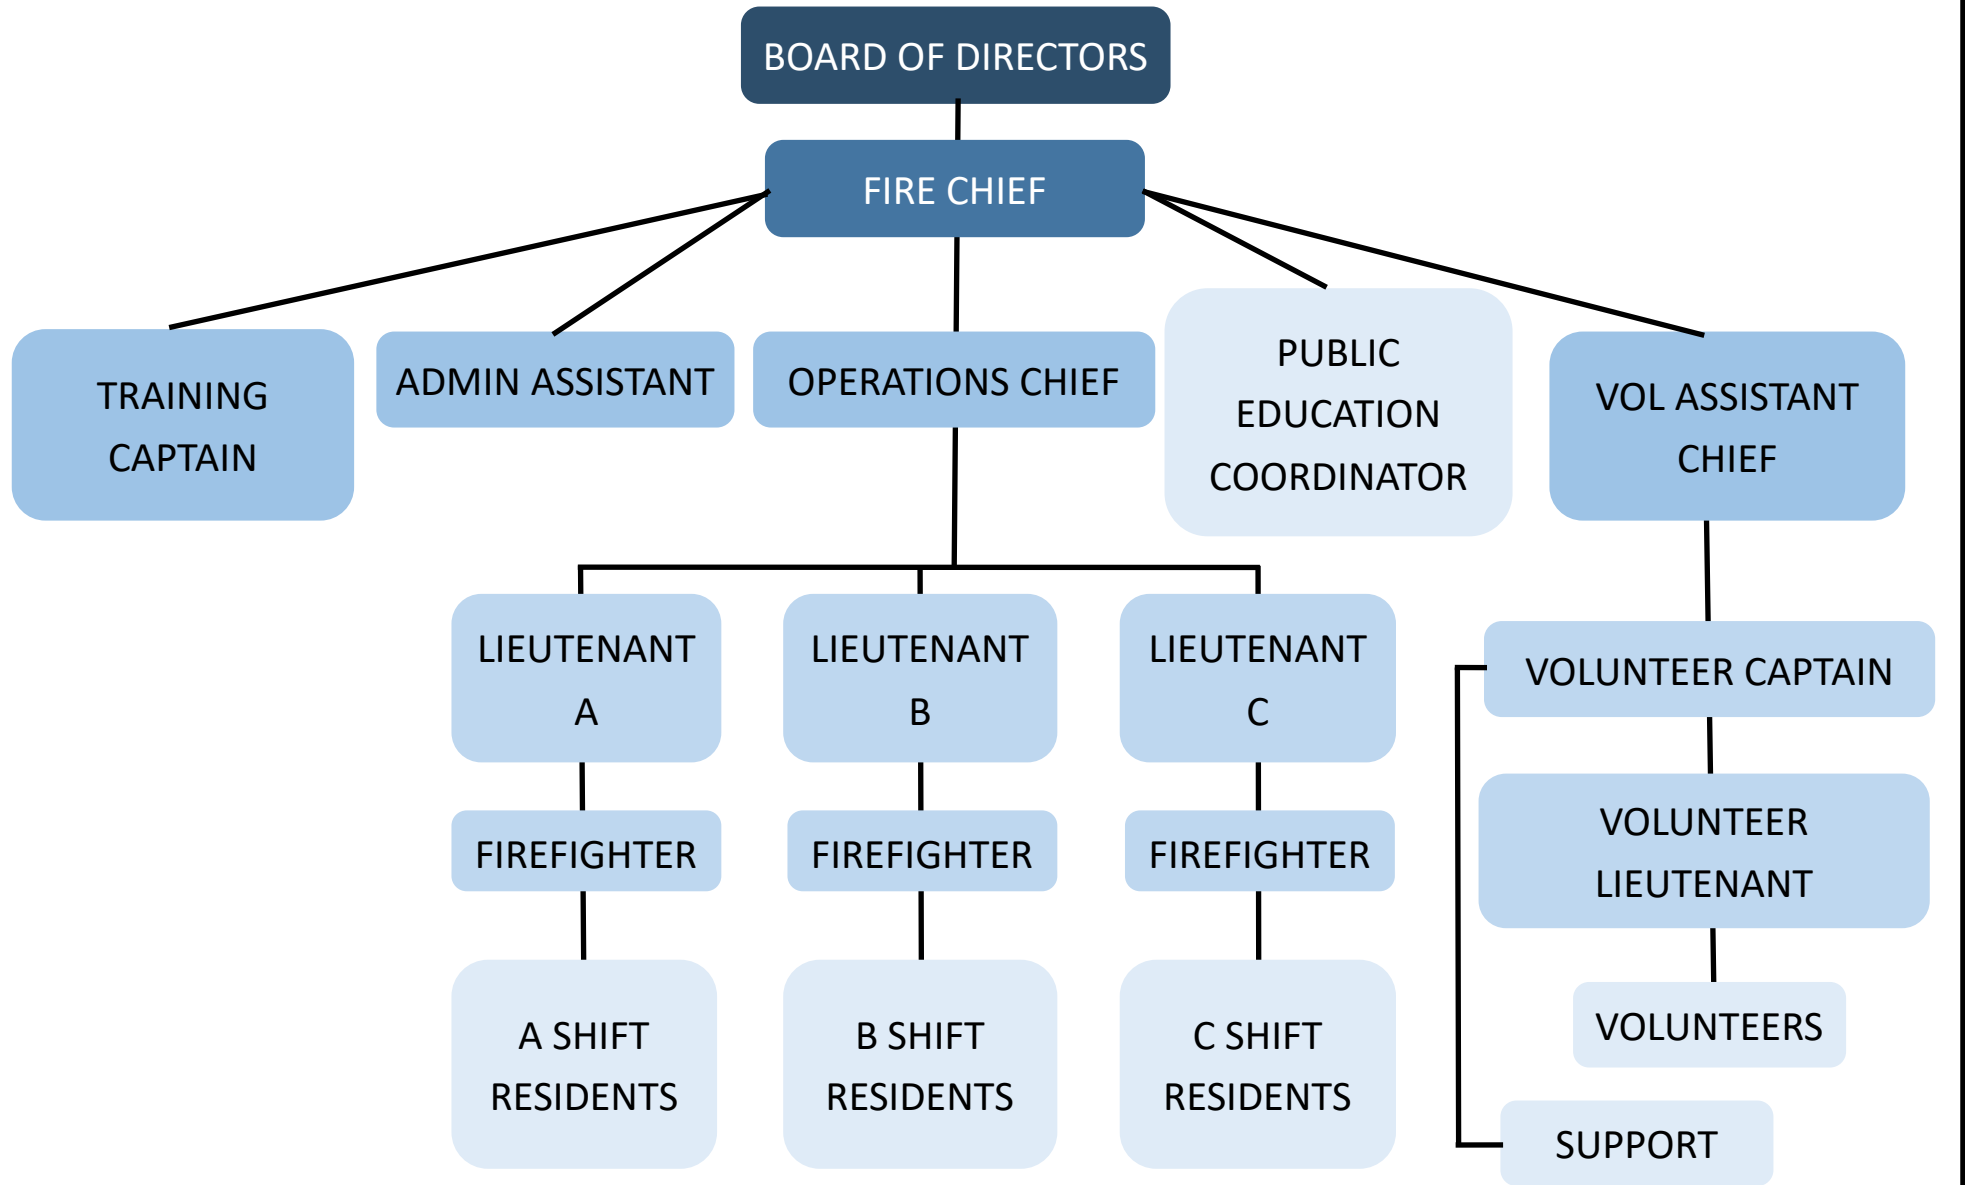 BOARD OF DIRECTORS
FIRE CHIEF
TRAINING
CAPTAIN
ADMIN ASSISTANT
OPERATIONS CHIEF
PUBLIC
EDUCATION
COORDINATOR
VOL ASSISTANT
CHIEF
LIEUTENANT
A
LIEUTENANT
B
LIEUTENANT
C
VOLUNTEER CAPTAIN
FIREFIGHTER
FIREFIGHTER
FIREFIGHTER
VOLUNTEER
LIEUTENANT
A SHIFT
RESIDENTS
B SHIFT
RESIDENTS
C SHIFT
RESIDENTS
VOLUNTEERS
SUPPORT